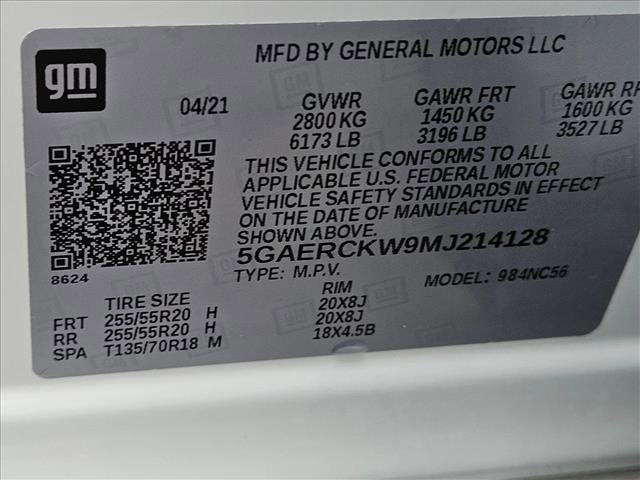 gm
MFD BY GENERAL MOTORS LLC
04/21 GVWR GAWR FRT GAWR RR
2800 KG 1450 KG 1600 KG
6173 LB 3196 LB 3527 LB
THIS VEHICLE CONFORMS TO ALL
APPLICABLE U.S. FEDERAL MOTOR
VEHICLE SAFETY STANDARDS IN EFFECT
ON THE DATE OF MANUFACTURE
SHOWN ABOVE.
5GAERCKW9MJ214128
8624 TYPE: M.P.V. MODEL: 984NC56
TIRE SIZE RIM
FRT 255/55R20 H 20X8J
RR 255/55R20 H 20X8J
SPA T135/70R18 M 18X4.5B